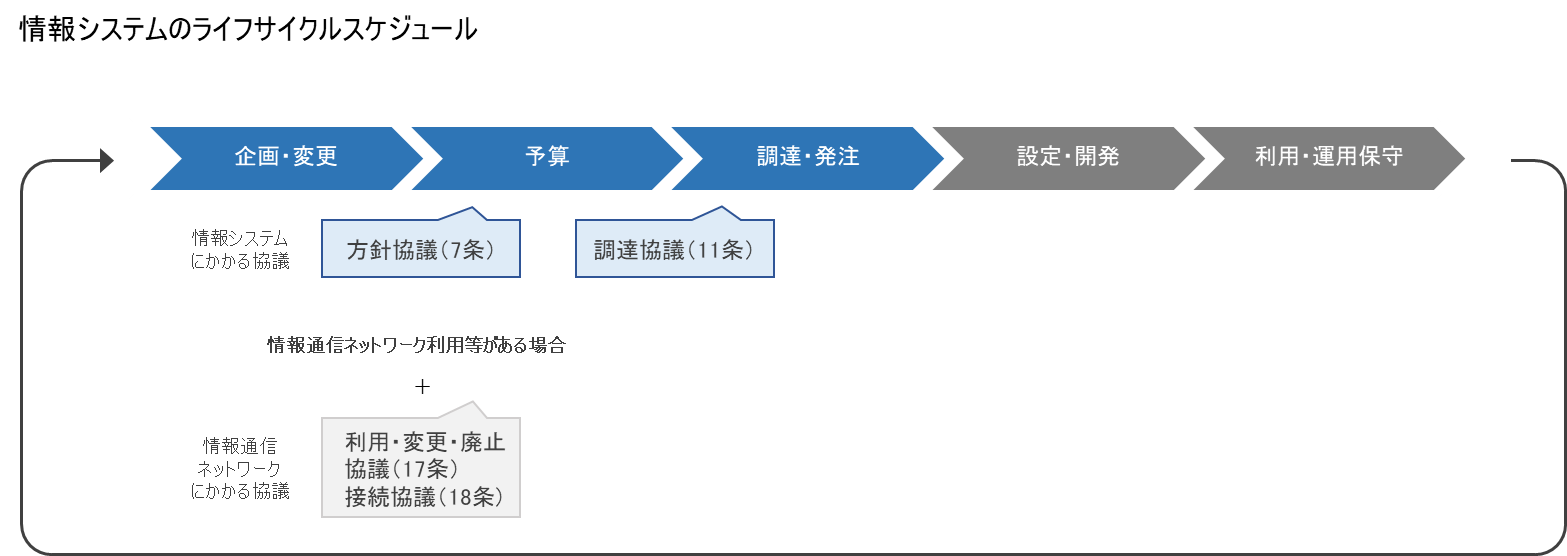 情報システムのライフサイクルスケジュール
企画・変更
予算
調達・発注
設定・開発
利用・運用保守
情報システム
にかかる協議
方針協議（7条）
調達協議（11条）
情報通信ネットワーク利用等がある場合
＋
情報通信
ネットワーク
にかかる協議
利用・変更・廃止
協議（17条）
接続協議（18条）